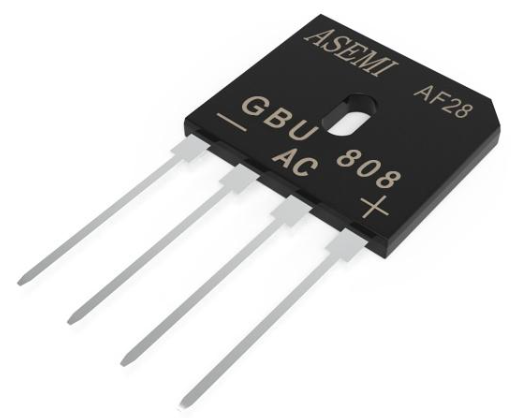 ASEMI
AF28
GBU 808
— AC +